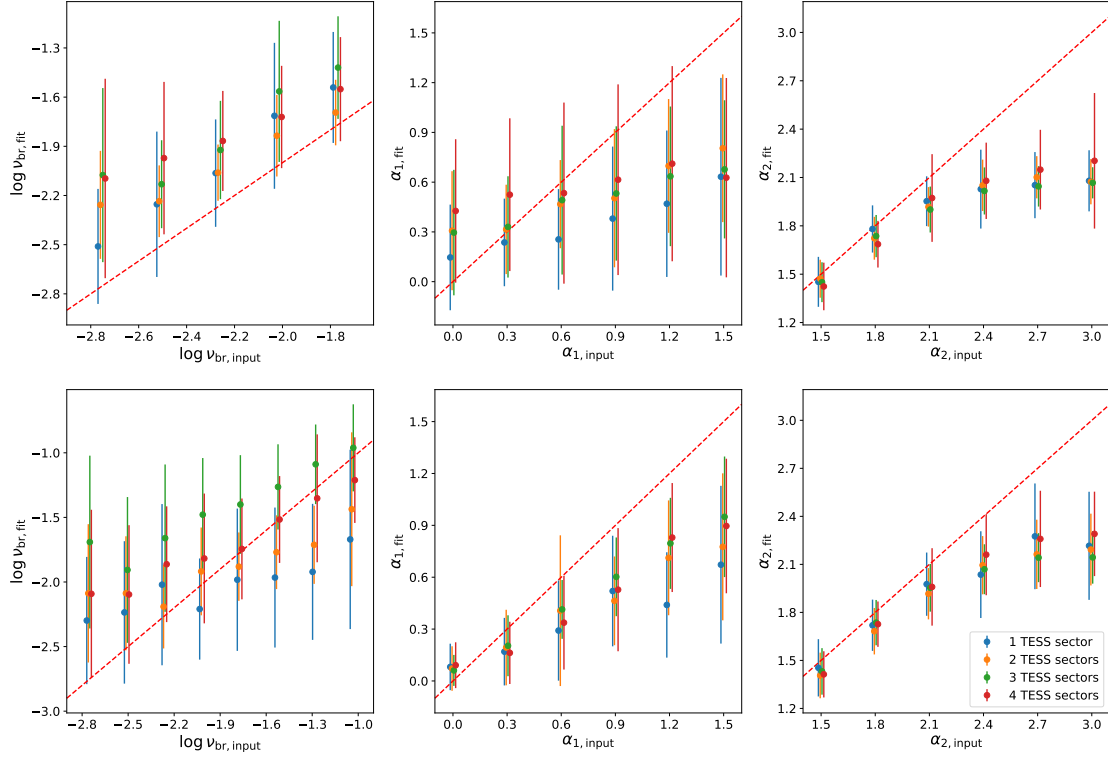 −1.3
−1.6
−1.9
−2.2
−2.5
−2.8
log ν_br,fit
−2.8 −2.6 −2.4 −2.2 −2.0 −1.8
log ν_br,input
1.5
1.2
0.9
0.6
0.3
0.0
α_1,fit
0.0 0.3 0.6 0.9 1.2 1.5
α_1,input
3.0
2.7
2.4
2.1
1.8
1.5
1.2
α_2,fit
1.5 1.8 2.1 2.4 2.7 3.0
α_2,input
−1.0
−1.5
−2.0
−2.5
−3.0
log ν_br,fit
−2.8 −2.5 −2.2 −1.9 −1.6 −1.3 −1.0
log ν_br,input
1.5
1.2
0.9
0.6
0.3
0.0
α_1,fit
0.0 0.3 0.6 0.9 1.2 1.5
α_1,input
3.0
2.7
2.4
2.1
1.8
1.5
1.2
α_2,fit
1.5 1.8 2.1 2.4 2.7 3.0
α_2,input
1 TESS sector
2 TESS sectors
3 TESS sectors
4 TESS sectors